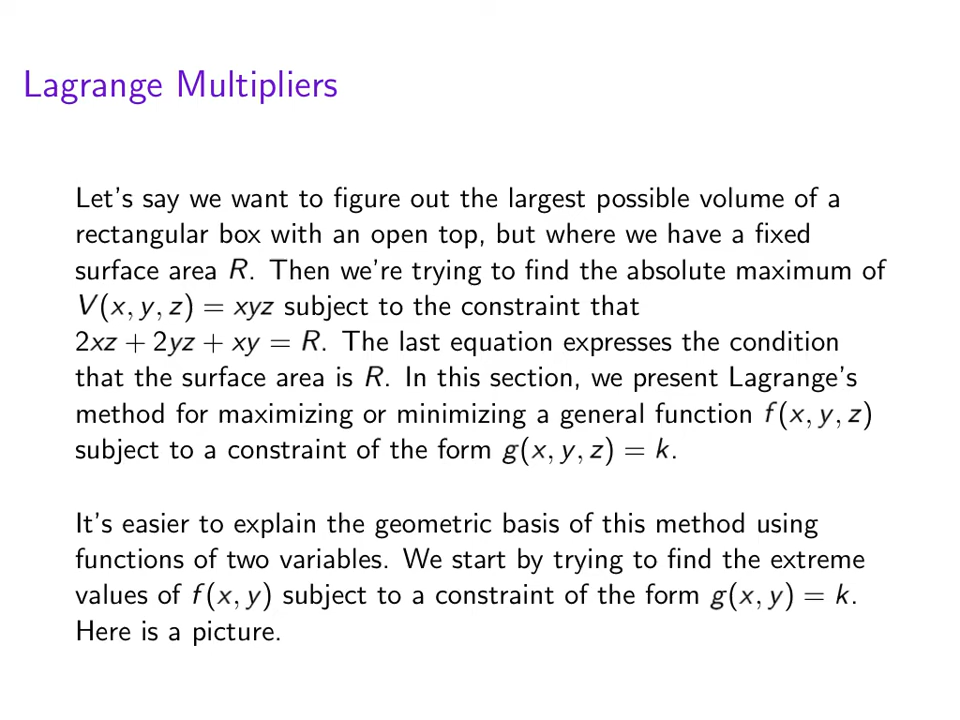 Lagrange Multipliers
Let's say we want to figure out the largest possible volume of a
rectangular box with an open top, but where we have a fixed
surface area R. Then we're trying to find the absolute maximum of
V(x, y, z) = xyz subject to the constraint that
2xz + 2yz + xy = R. The last equation expresses the condition
that the surface area is R. In this section, we present Lagrange's
method for maximizing or minimizing a general function f(x, y, z)
subject to a constraint of the form g(x, y, z) = k.
It's easier to explain the geometric basis of this method using
functions of two variables. We start by trying to find the extreme
values of f(x, y) subject to a constraint of the form g(x, y) = k.
Here is a picture.